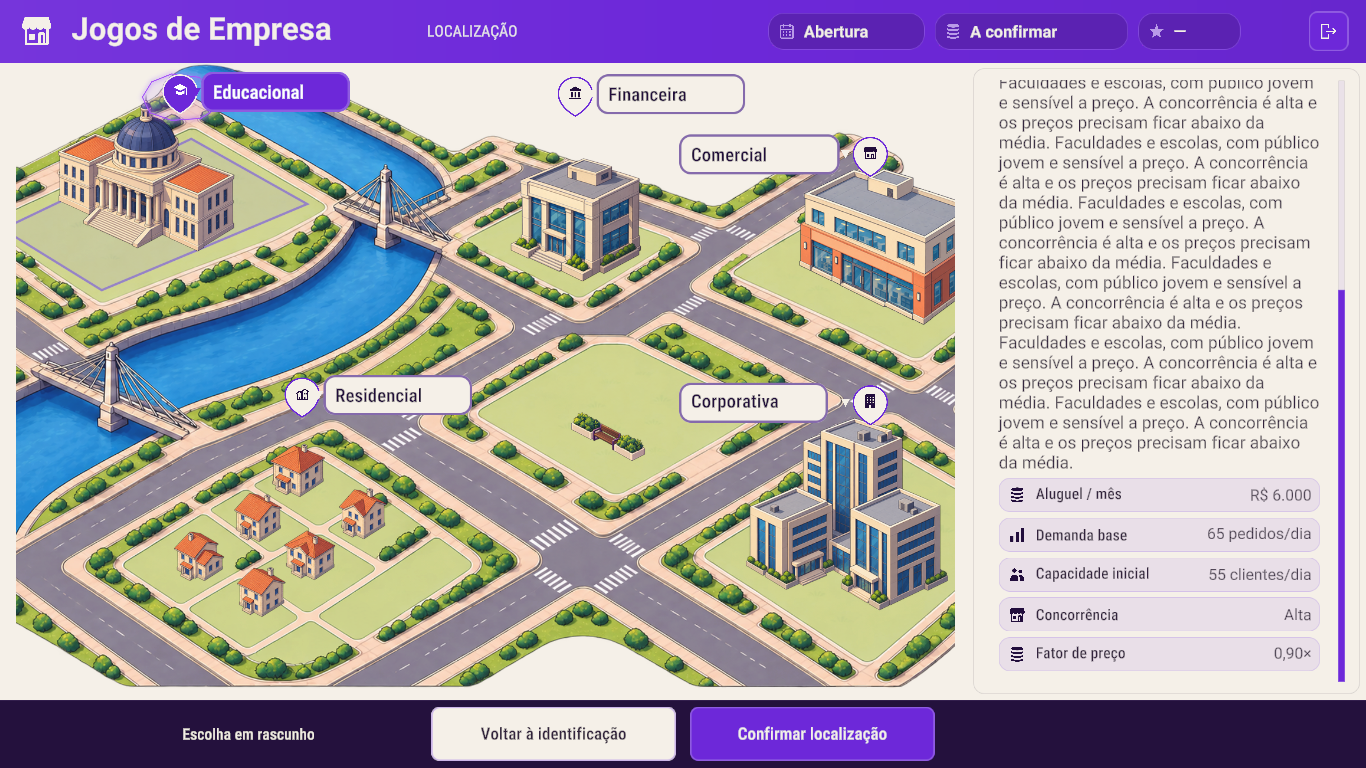 Jogos de Empresa
LOCALIZAÇÃO
Abertura
A confirmar
—
Educacional
Financeira
Comercial
Residencial
Corporativa
Faculdades e escolas, com público jovem
e sensível a preço. A concorrência é alta e
os preços precisam ficar abaixo da
média. Faculdades e escolas, com público
jovem e sensível a preço. A concorrência
é alta e os preços precisam ficar abaixo
da média. Faculdades e escolas, com
público jovem e sensível a preço. A
concorrência é alta e os preços precisam
ficar abaixo da média. Faculdades e
escolas, com público jovem e sensível a
preço. A concorrência é alta e os preços
precisam ficar abaixo da média.
Faculdades e escolas, com público jovem
e sensível a preço. A concorrência é alta e
os preços precisam ficar abaixo da
média. Faculdades e escolas, com público
jovem e sensível a preço. A concorrência
é alta e os preços precisam ficar abaixo
da média.
Aluguel / mês R$ 6.000
Demanda base 65 pedidos/dia
Capacidade inicial 55 clientes/dia
Concorrência Alta
Fator de preço 0,90×
Escolha em rascunho
Voltar à identificação
Confirmar localização